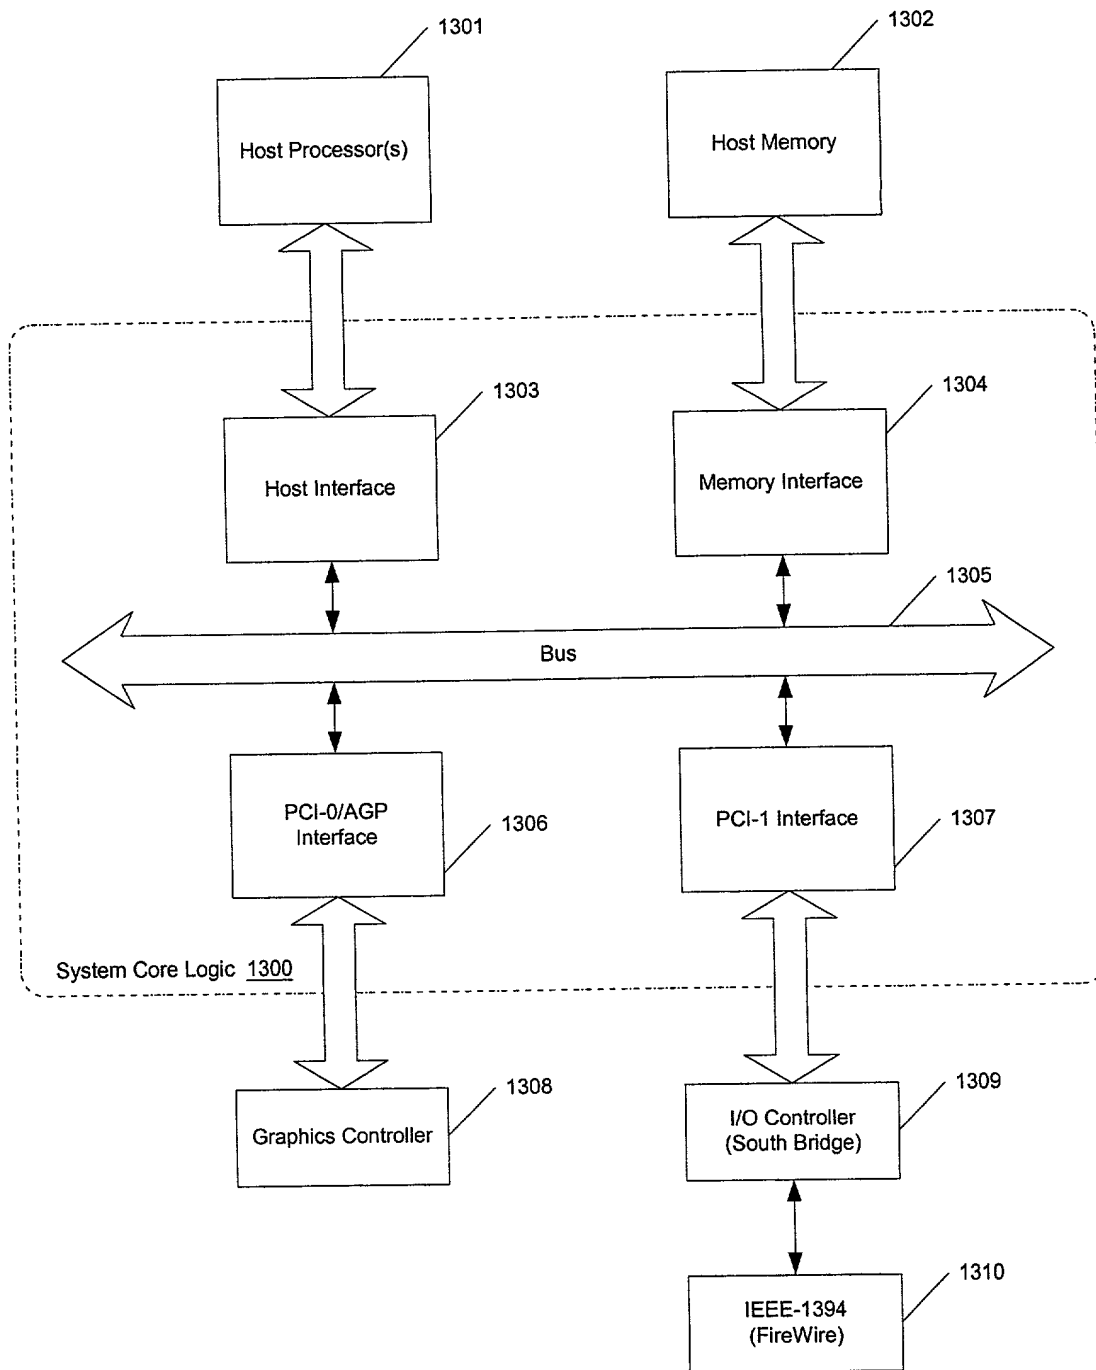 1301
1302
Host Processor(s)
Host Memory
1303
1304
Host Interface
Memory Interface
1305
Bus
PCI-0/AGP
Interface
1306
PCI-1 Interface
1307
System Core Logic 1300
1308
Graphics Controller
1309
I/O Controller
(South Bridge)
1310
IEEE-1394
(FireWire)